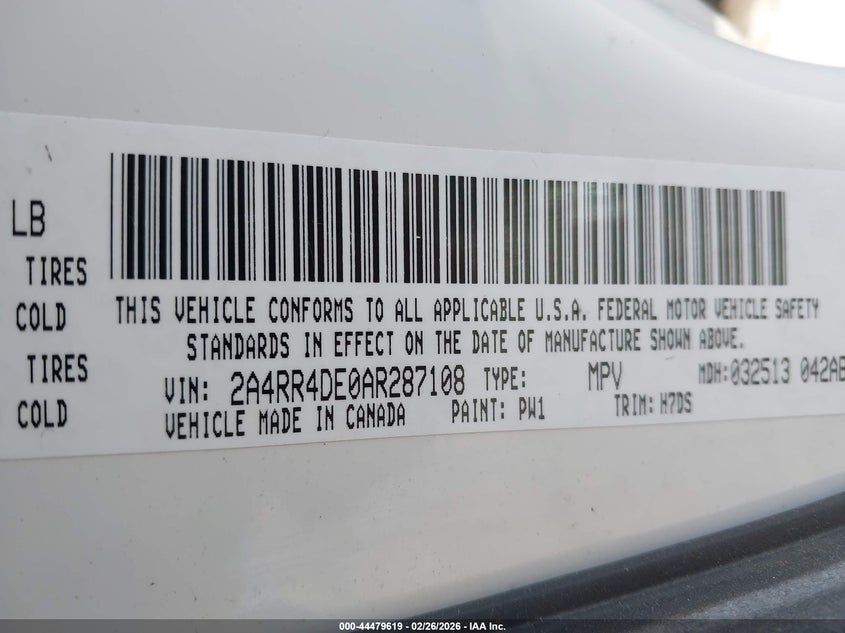 LB
TIRES
COLD
TIRES
COLD
THIS VEHICLE CONFORMS TO ALL APPLICABLE U.S.A. FEDERAL MOTOR VEHICLE SAFETY
STANDARDS IN EFFECT ON THE DATE OF MANUFACTURE SHOWN ABOVE.
VIN: 2A4RR4DE0AR287108 TYPE: MPV MDH: 032513 042AB
VEHICLE MADE IN CANADA PAINT: PW1 TRIM: H7DS
000-44479619 - 02/26/2026 - IAA Inc.